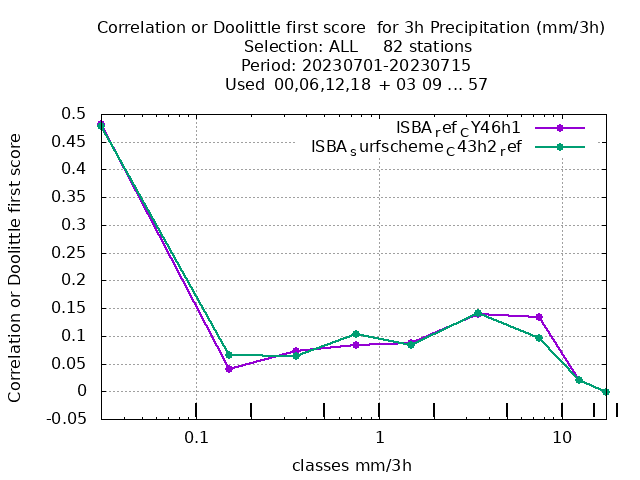 Correlation or Doolittle first score  for 3h Precipitation (mm/3h)
Selection: ALL     82 stations
Period: 20230701-20230715
Used  00,06,12,18  + 03 09 ... 57
ISBAref_CY46h1
ISBAsurfscheme_C43h2ref
Correlation or Doolittle first score
0.5
0.45
0.4
0.35
0.3
0.25
0.2
0.15
0.1
0.05
0
-0.05
0.1
1
10
classes mm/3h